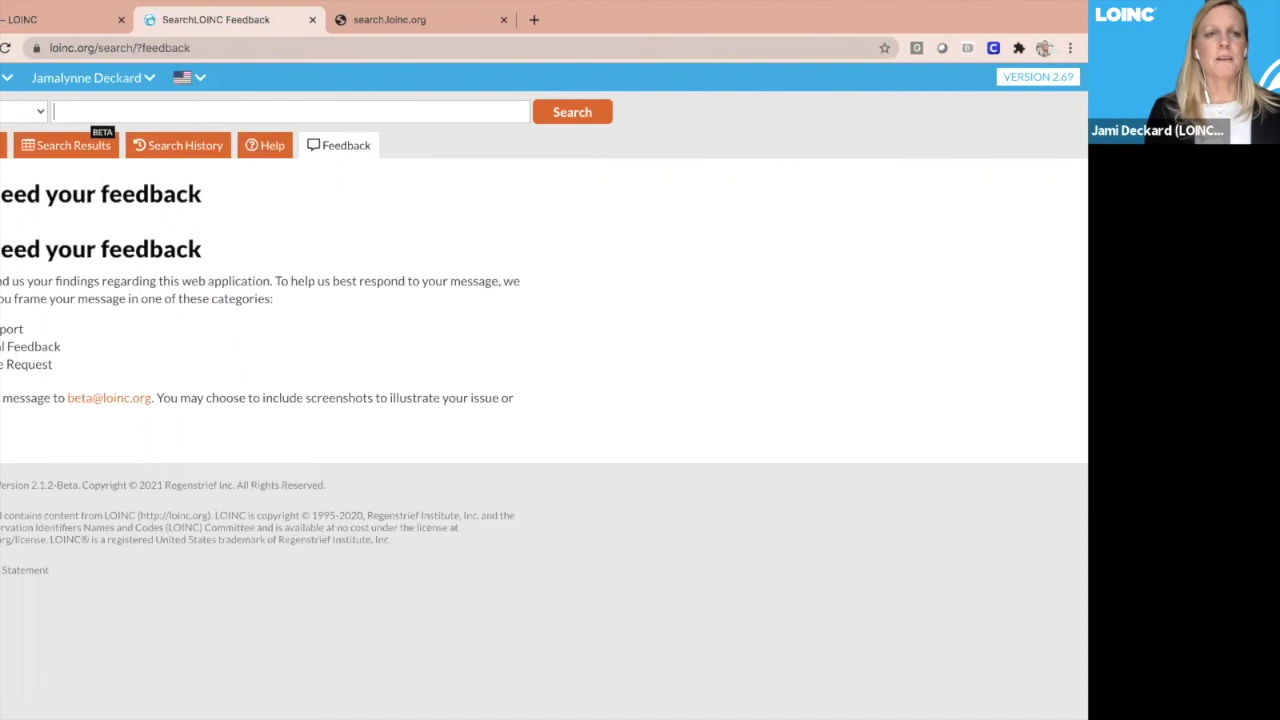 – LOINC
SearchLOINC Feedback
search.loinc.org
loinc.org/search/?feedback
Jamalynne Deckard
VERSION 2.69
Search
BETA
Search Results
Search History
Help
Feedback
eed your feedback
eed your feedback
nd us your findings regarding this web application. To help us best respond to your message, we
ou frame your message in one of these categories:
port
l Feedback
e Request
message to beta@loinc.org. You may choose to include screenshots to illustrate your issue or
ersion 2.1.2-Beta. Copyright © 2021 Regenstrief Inc. All Rights Reserved.
l contains content from LOINC (http://loinc.org). LOINC is copyright © 1995-2020, Regenstrief Institute, Inc. and the
ervation Identifiers Names and Codes (LOINC) Committee and is available at no cost under the license at
org/license. LOINC® is a registered United States trademark of Regenstrief Institute, Inc.
Statement
LOINC
Jami Deckard (LOINC...